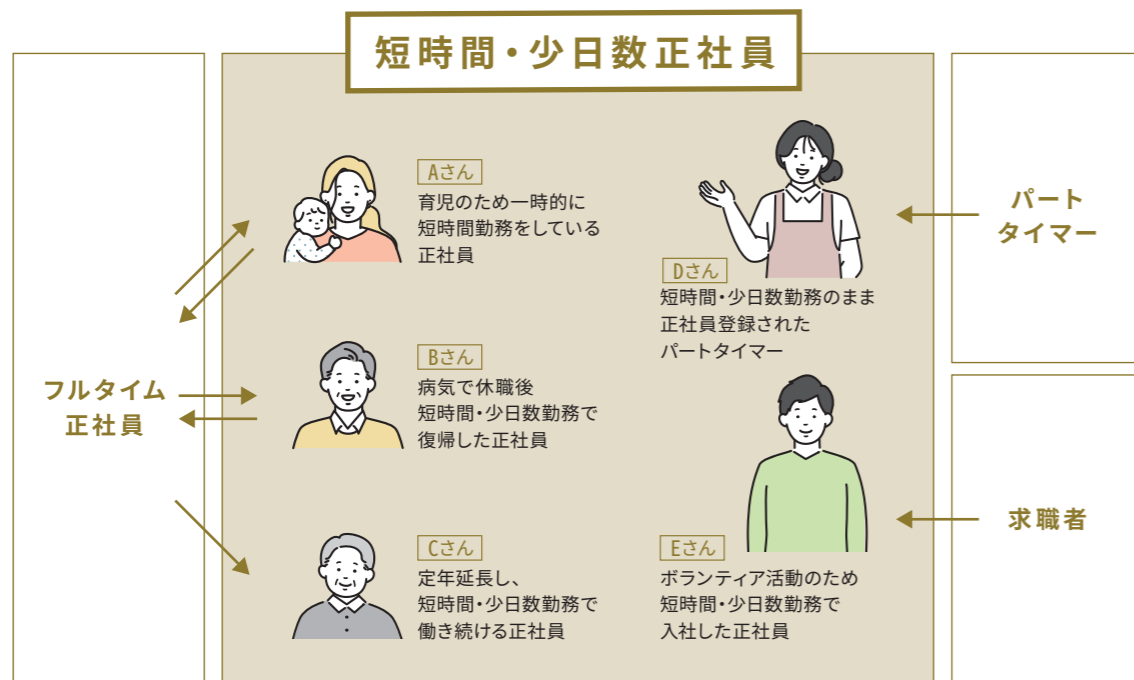 短時間・少日数正社員
フルタイム
正社員
Aさん
育児のため一時的に
短時間勤務をしている
正社員
Bさん
病気で休職後
短時間・少日数勤務で
復帰した正社員
Cさん
定年延長し、
短時間・少日数勤務で
働き続ける正社員
Dさん
短時間・少日数勤務のまま
正社員登録された
パートタイマー
Eさん
ボランティア活動のため
短時間・少日数勤務で
入社した正社員
パート
タイマー
求職者